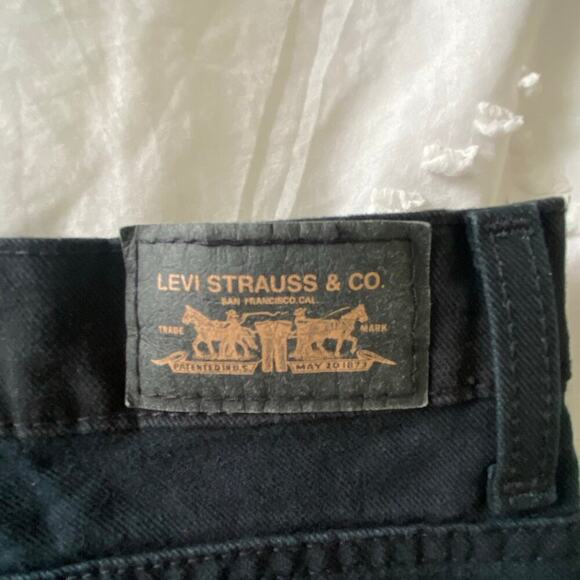 LEVI STRAUSS & CO.
SAN FRANCISCO CAL.
TRADE MARK
PATENTED IN U.S. MAY 20 1873